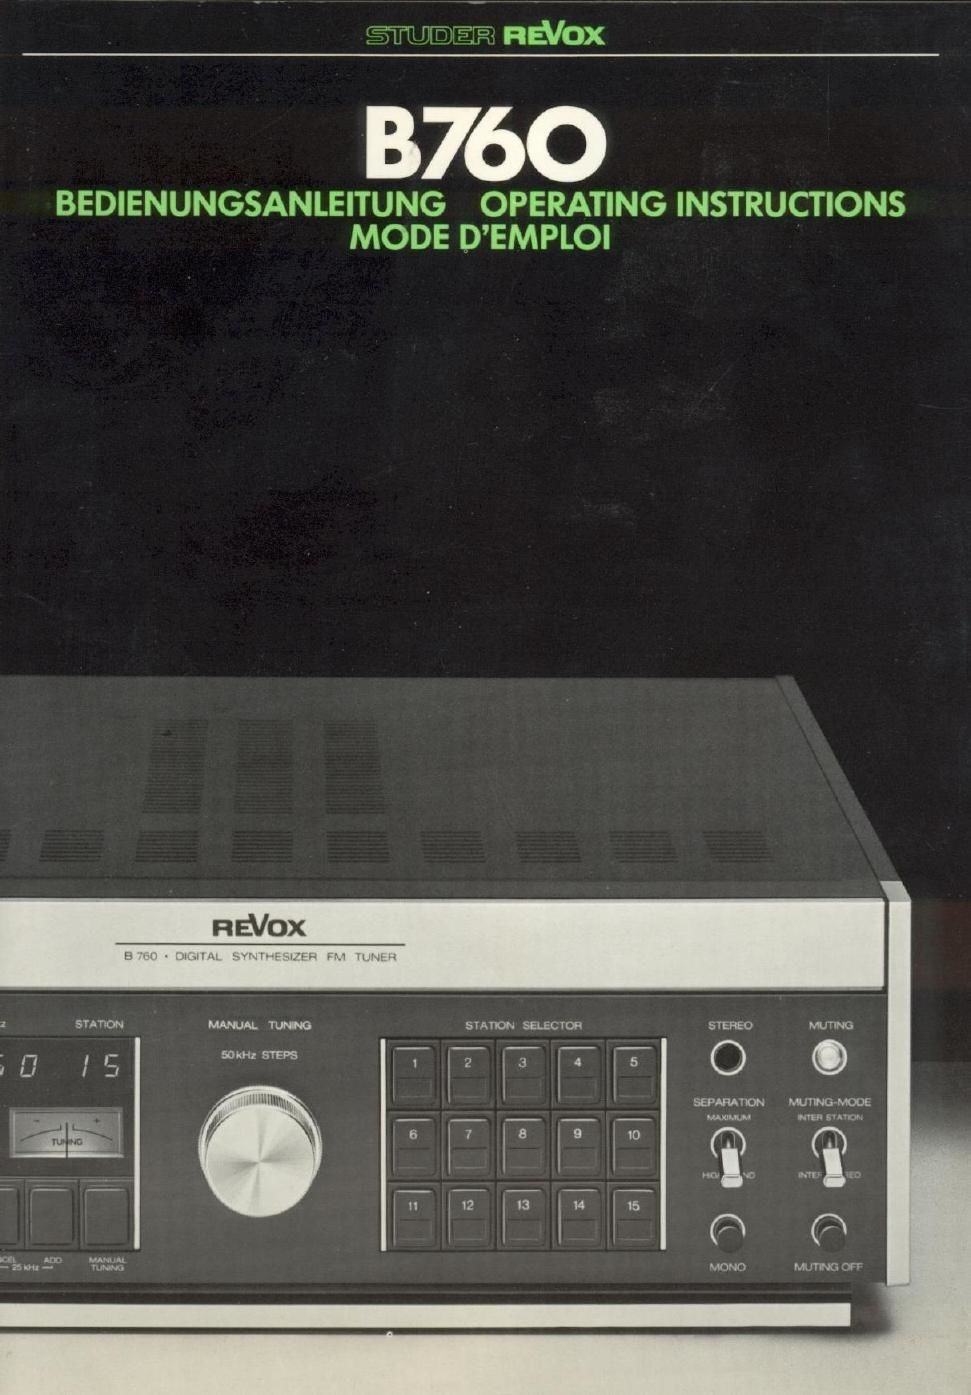 STUDER REVOX
B760
BEDIENUNGSANLEITUNG OPERATING INSTRUCTIONS
MODE D'EMPLOI
REVOX
B 760 • DIGITAL SYNTHESIZER FM TUNER
STATION
MANUAL TUNING
STATION SELECTOR
STEREO
MUTING
50 kHz STEPS
0 15
1 2 3 4 5
SEPARATION
MUTING-MODE
MAXIMUM
INTER STATION
TUNING
6 7 8 9 10
11 12 13 14 15
ADD
MANUAL
25 kHz
TUNING
MONO
MUTING OFF